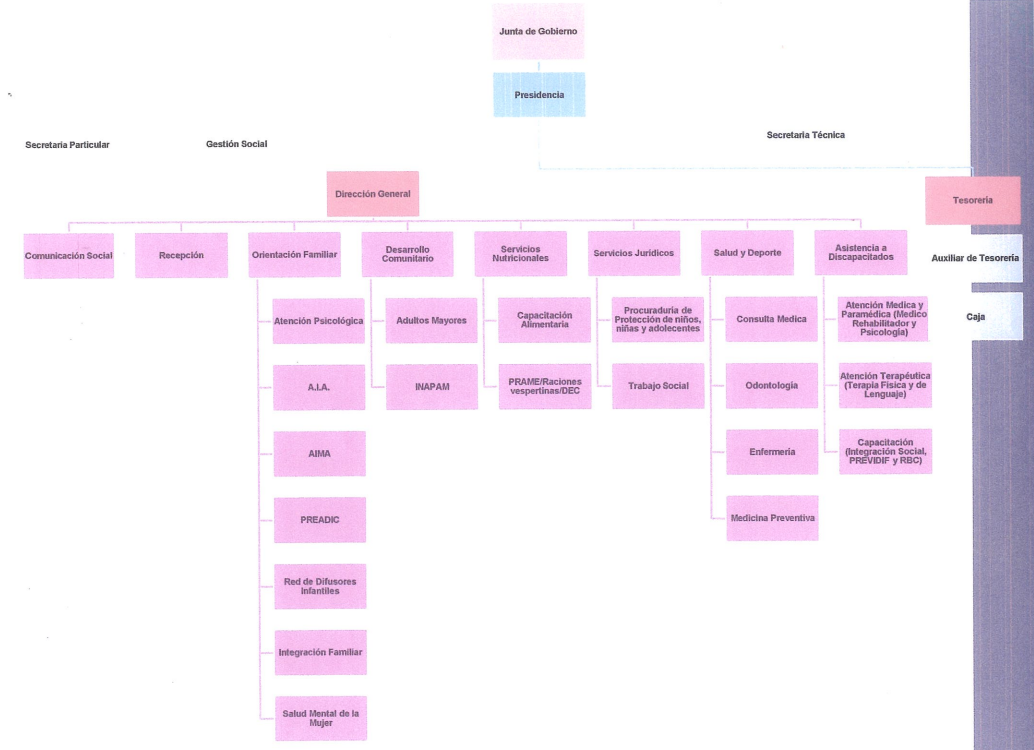 Junta de Gobierno
Presidencia
Secretaria Particular
Gestión Social
Secretaria Técnica
Dirección General
Tesorería
Comunicación Social
Recepción
Orientación Familiar
Desarrollo
Comunitario
Servicios
Nutricionales
Servicios Juridicos
Salud y Deporte
Asistencia a
Discapacitados
Auxiliar de Tesorería
Atención Psicológica
Adultos Mayores
Capacitación
Alimentaria
Procuraduria de
Protección de niños,
niñas y adolecentes
Consulta Medica
Atención Medica y
Paramédica (Medico
Rehabilitador y
Psicologia)
Caja
A.I.A.
INAPAM
PRAME/Raciones
vespertinas/DEC
Trabajo Social
Odontología
Atención Terapéutica
(Terapia Física y de
Lenguaje)
AIMA
Enfermeria
Capacitación
(Integración Social,
PREVIDIF y RBC)
PREADIC
Medicina Preventiva
Red de Difusores
Infantiles
Integración Familiar
Salud Mental de la
Mujer